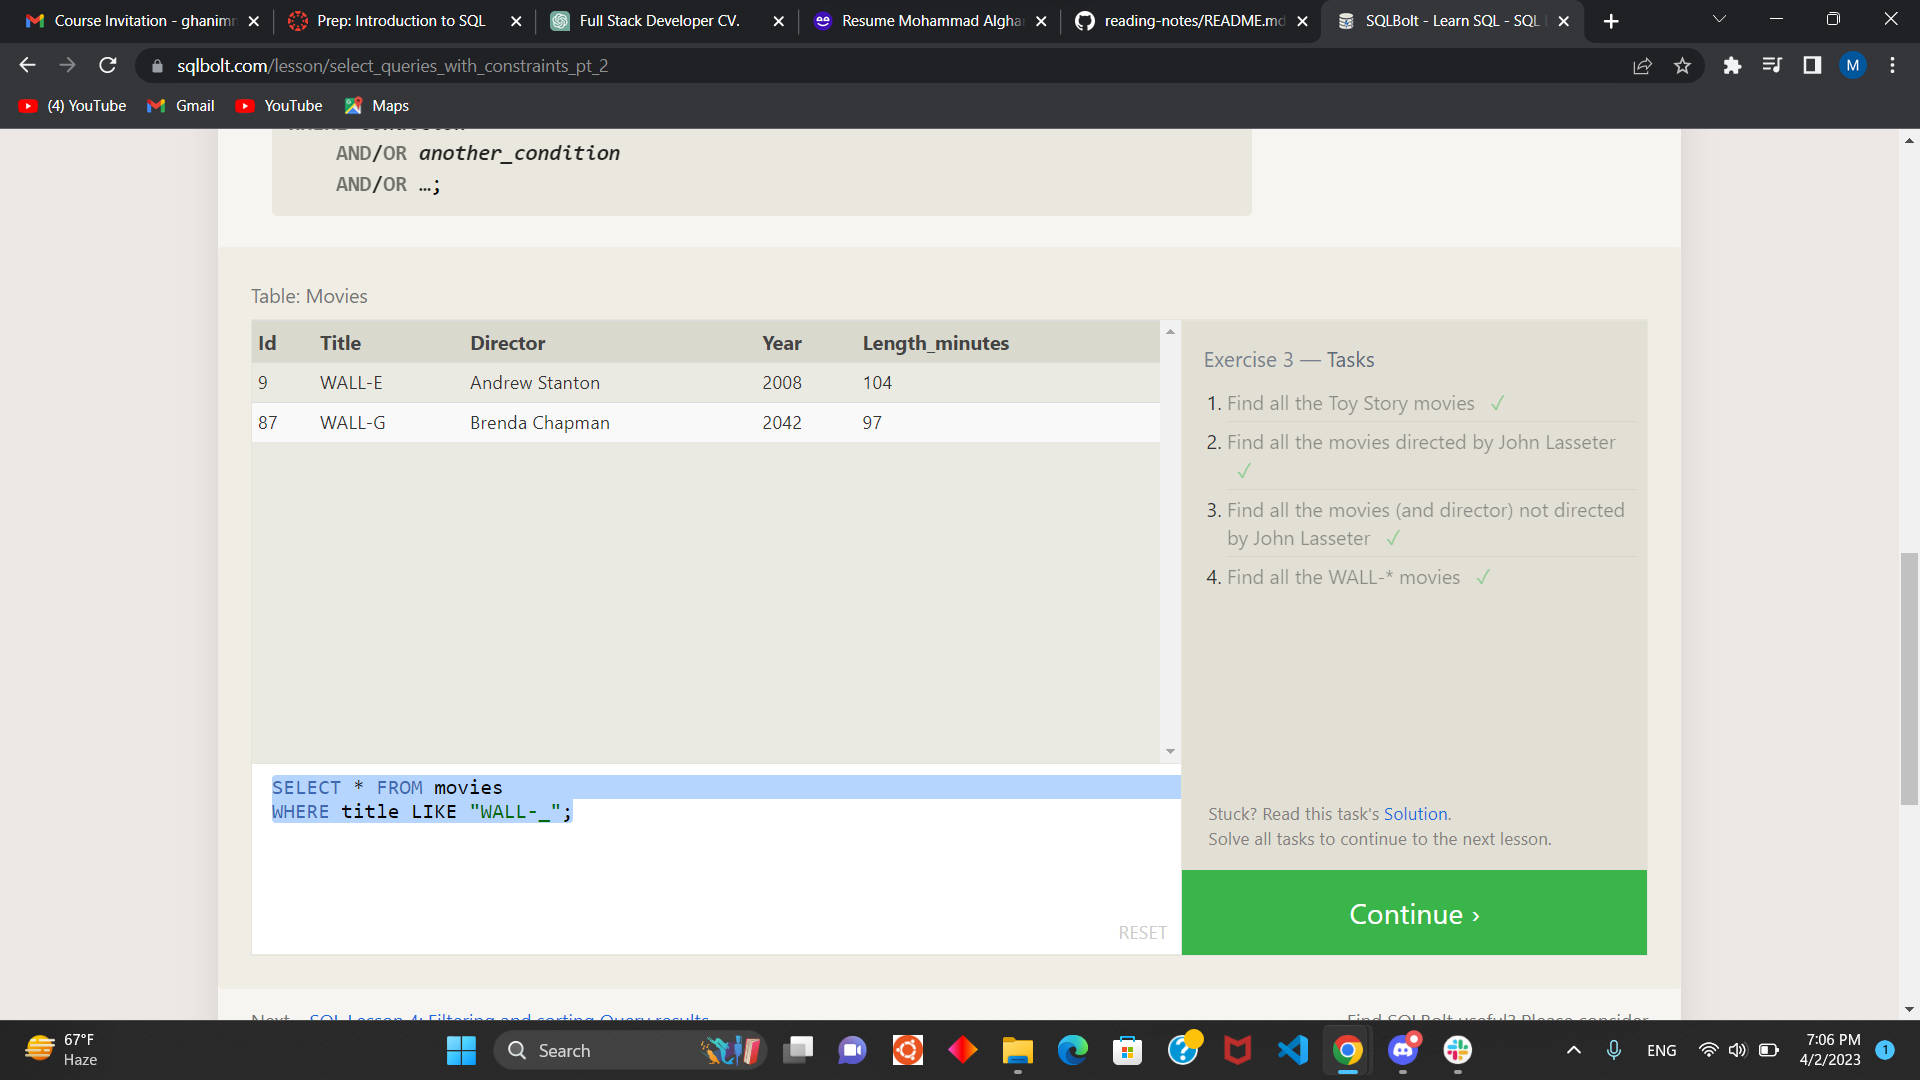 Course Invitation - ghanimr
Prep: Introduction to SQL
Full Stack Developer CV.
Resume Mohammad Algha
reading-notes/README.md
SQLBolt - Learn SQL - SQL
sqlbolt.com/lesson/select_queries_with_constraints_pt_2
M
(4) YouTube
Gmail
YouTube
Maps
AND/OR another_condition
AND/OR …;
Table: Movies
Id Title Director Year Length_minutes
9 WALL-E Andrew Stanton 2008 104
87 WALL-G Brenda Chapman 2042 97
SELECT * FROM movies
WHERE title LIKE "WALL-_";
RESET
Exercise 3 — Tasks
1. Find all the Toy Story movies ✓
2. Find all the movies directed by John Lasseter
✓
3. Find all the movies (and director) not directed
by John Lasseter ✓
4. Find all the WALL-* movies ✓
Stuck? Read this task's Solution.
Solve all tasks to continue to the next lesson.
Continue ›
Next – SQL Lesson 4: Filtering and sorting Query results
Find SQLBolt useful? Please consider
67°F
Haze
Search
ENG
7:06 PM
4/2/2023
1